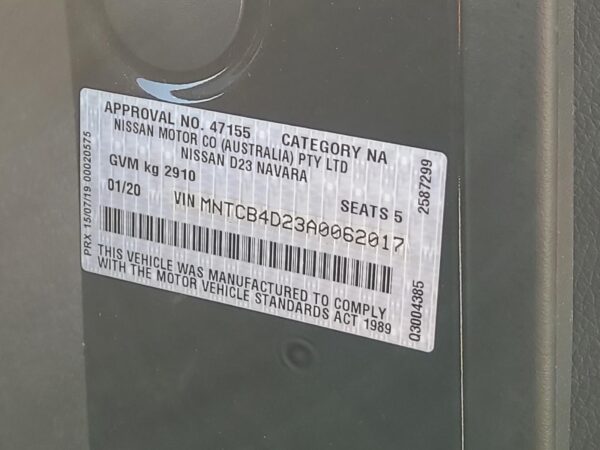 APPROVAL NO. 47155 CATEGORY NA
NISSAN MOTOR CO (AUSTRALIA) PTY LTD
NISSAN D23 NAVARA
GVM kg 2910
01/20 SEATS 5
VIN MNTCB4D23A0062017
THIS VEHICLE WAS MANUFACTURED TO COMPLY
WITH THE MOTOR VEHICLE STANDARDS ACT 1989
PRX 15/07/19 00020575
2587299
03004385